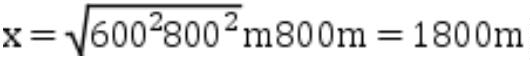 x = √600²800² m800m = 1800m